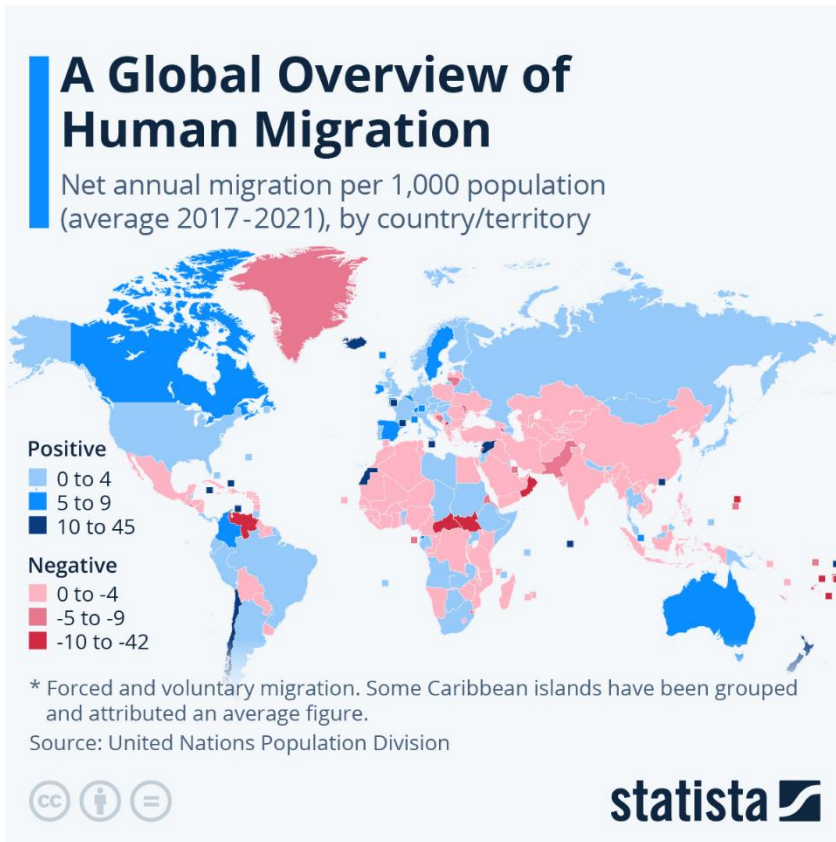 A Global Overview of
Human Migration
Net annual migration per 1,000 population
(average 2017-2021), by country/territory
Positive
0 to 4
5 to 9
10 to 45
Negative
0 to -4
-5 to -9
-10 to -42
* Forced and voluntary migration. Some Caribbean islands have been grouped
and attributed an average figure.
Source: United Nations Population Division
cc
statista